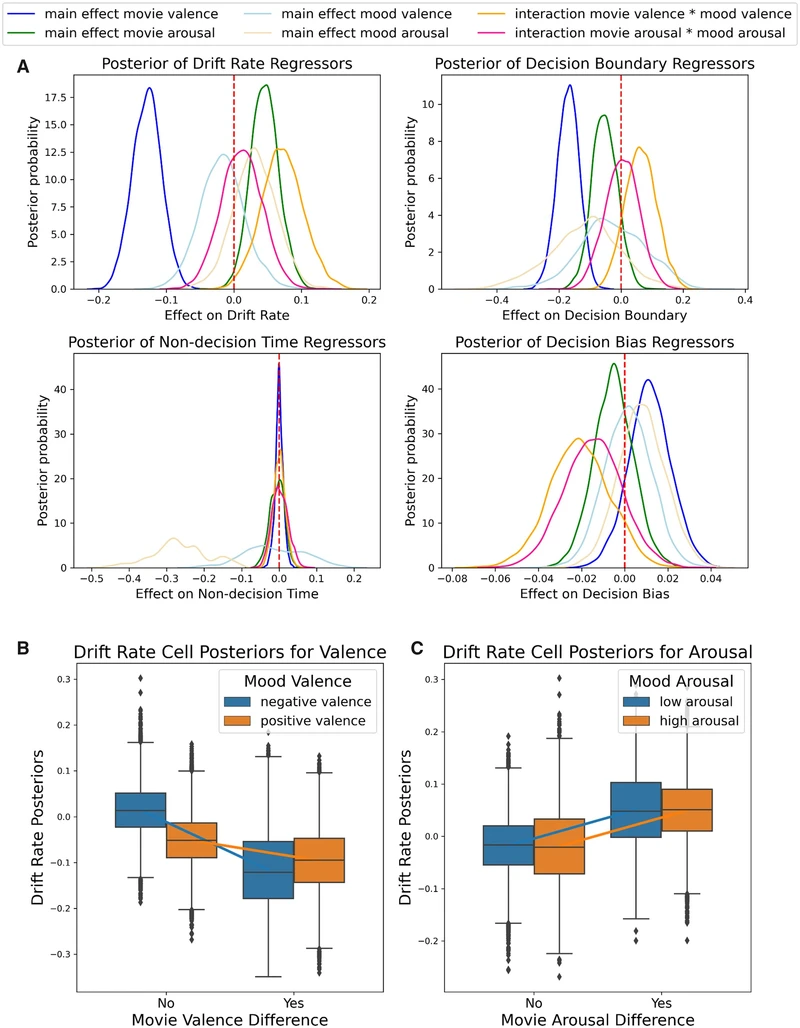 main effect movie valence
main effect mood valence
interaction movie valence * mood valence
main effect movie arousal
main effect mood arousal
interaction movie arousal * mood arousal
A
Posterior of Drift Rate Regressors
Posterior probability
17.5
15.0
12.5
10.0
7.5
5.0
2.5
0.0
−0.2
−0.1
0.0
0.1
0.2
Effect on Drift Rate
Posterior of Decision Boundary Regressors
Posterior probability
10
8
6
4
2
0
−0.4
−0.2
0.0
0.2
0.4
Effect on Decision Boundary
Posterior of Non-decision Time Regressors
Posterior probability
40
30
20
10
0
−0.5
−0.4
−0.3
−0.2
−0.1
0.0
0.1
0.2
Effect on Non-decision Time
Posterior of Decision Bias Regressors
Posterior probability
40
30
20
10
0
−0.08
−0.06
−0.04
−0.02
0.00
0.02
0.04
Effect on Decision Bias
B
Drift Rate Cell Posteriors for Valence
Mood Valence
negative valence
positive valence
Drift Rate Posteriors
0.3
0.2
0.1
0.0
−0.1
−0.2
−0.3
No
Yes
Movie Valence Difference
C
Drift Rate Cell Posteriors for Arousal
Mood Arousal
low arousal
high arousal
Drift Rate Posteriors
0.3
0.2
0.1
0.0
−0.1
−0.2
No
Yes
Movie Arousal Difference